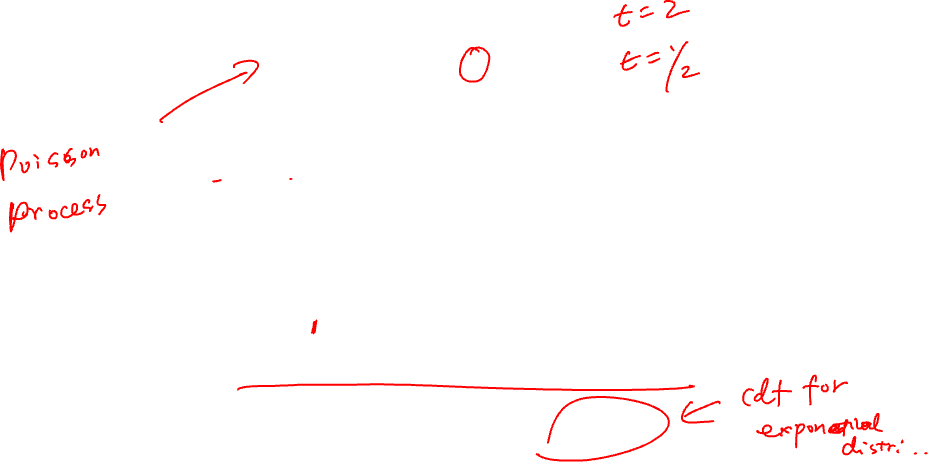 t=2
t=1/2
Poisson
process
cdf for
exponential
distri...